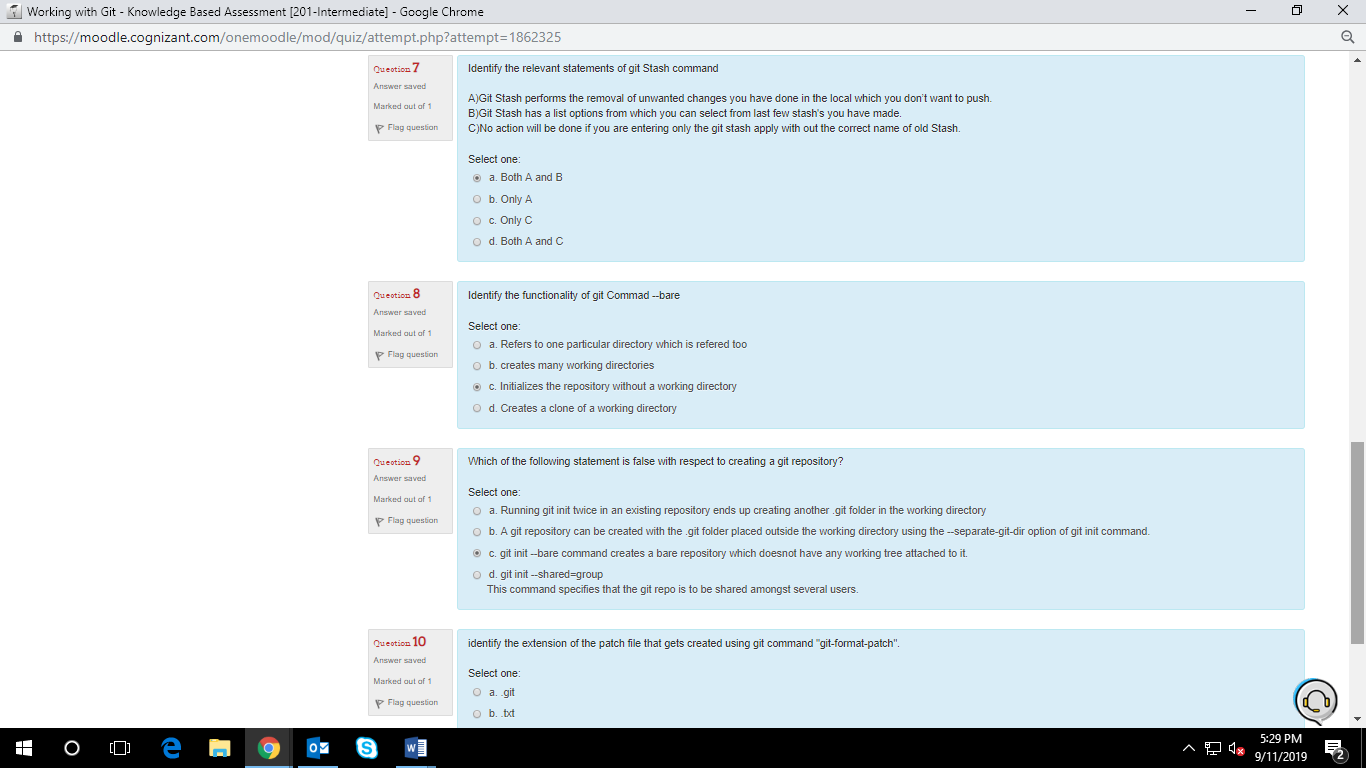 Working with Git - Knowledge Based Assessment [201-Intermediate] - Google Chrome
https://moodle.cognizant.com/onemoodle/mod/quiz/attempt.php?attempt=1862325
Question 7
Answer saved
Marked out of 1
Flag question
Identify the relevant statements of git Stash command
A)Git Stash performs the removal of unwanted changes you have done in the local which you don't want to push.
B)Git Stash has a list options from which you can select from last few stash's you have made.
C)No action will be done if you are entering only the git stash apply with out the correct name of old Stash.
Select one:
a. Both A and B
b. Only A
c. Only C
d. Both A and C
Question 8
Answer saved
Marked out of 1
Flag question
Identify the functionality of git Commad --bare
Select one:
a. Refers to one particular directory which is refered too
b. creates many working directories
c. Initializes the repository without a working directory
d. Creates a clone of a working directory
Question 9
Answer saved
Marked out of 1
Flag question
Which of the following statement is false with respect to creating a git repository?
Select one:
a. Running git init twice in an existing repository ends up creating another .git folder in the working directory
b. A git repository can be created with the .git folder placed outside the working directory using the --separate-git-dir option of git init command.
c. git init --bare command creates a bare repository which doesnot have any working tree attached to it.
d. git init --shared=group
This command specifies that the git repo is to be shared amongst several users.
Question 10
Answer saved
Marked out of 1
Flag question
identify the extension of the patch file that gets created using git command "git-format-patch".
Select one:
a. .git
b. .txt
5:29 PM
9/11/2019
2